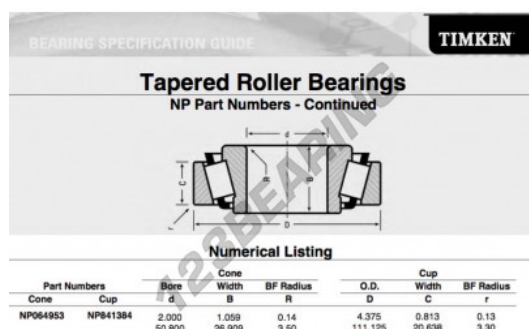 BEARING SPECIFICATION GUIDE
TIMKEN
Tapered Roller Bearings
NP Part Numbers - Continued
d
C
R
B
r
D
123BEARING
Numerical Listing
Cone Cup
Part Numbers Bore Width BF Radius O.D. Width BF Radius
Cone Cup d B R D C r
NP064953 NP841384 2.000 1.059 0.14 4.375 0.813 0.13
50.800 26.909 3.50 111.125 20.638 3.30